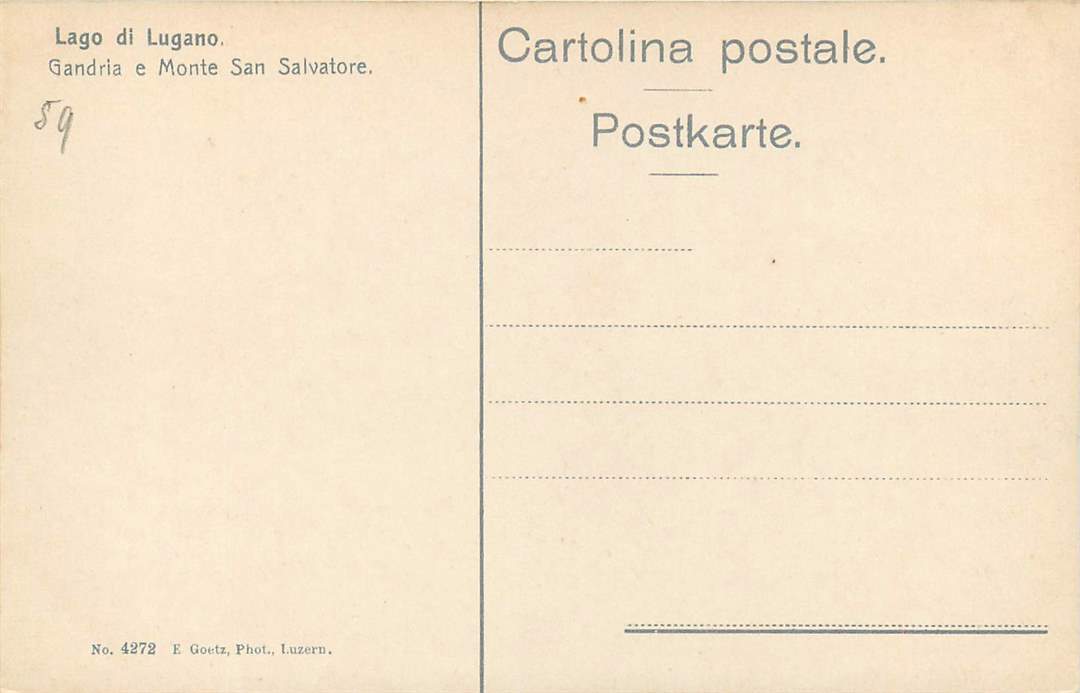 Lago di Lugano.
Gandria e Monte San Salvatore.
59
No. 4272 E Goetz, Phot., Luzern.
Cartolina postale.
Postkarte.